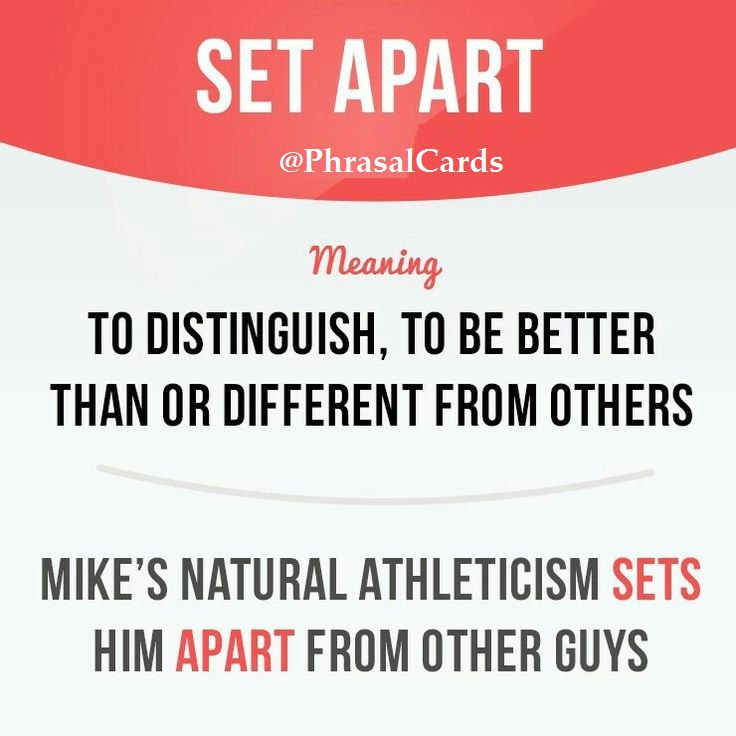 SET APART
@PhrasalCards
Meaning
TO DISTINGUISH, TO BE BETTER
THAN OR DIFFERENT FROM OTHERS
MIKE’S NATURAL ATHLETICISM SETS
HIM APART FROM OTHER GUYS